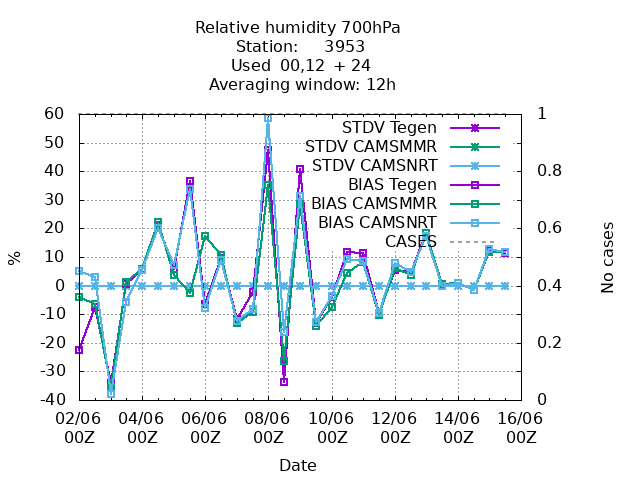 Relative humidity 700hPa
Station: 3953
Used 00,12 + 24
Averaging window: 12h
60 1
STDV Tegen
50
STDV CAMSMMR
40 0.8
STDV CAMSNRT
BIAS Tegen
30
BIAS CAMSMMR
20 0.6
BIAS CAMSNRT
CASES
10
% No cases
0 0.4
-10
-20 0.2
-30
-40 0
02/06 04/06 06/06 08/06 10/06 12/06 14/06 16/06
00Z 00Z 00Z 00Z 00Z 00Z 00Z 00Z
Date